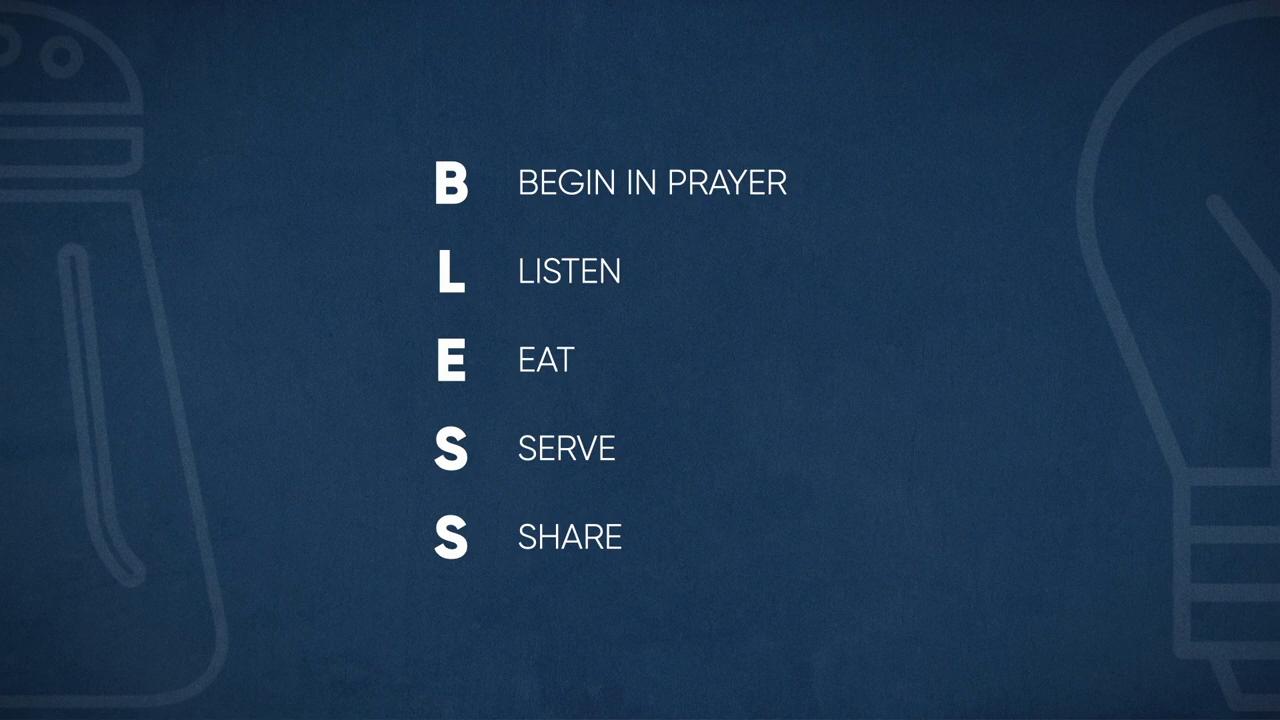 B BEGIN IN PRAYER
L LISTEN
E EAT
S SERVE
S SHARE